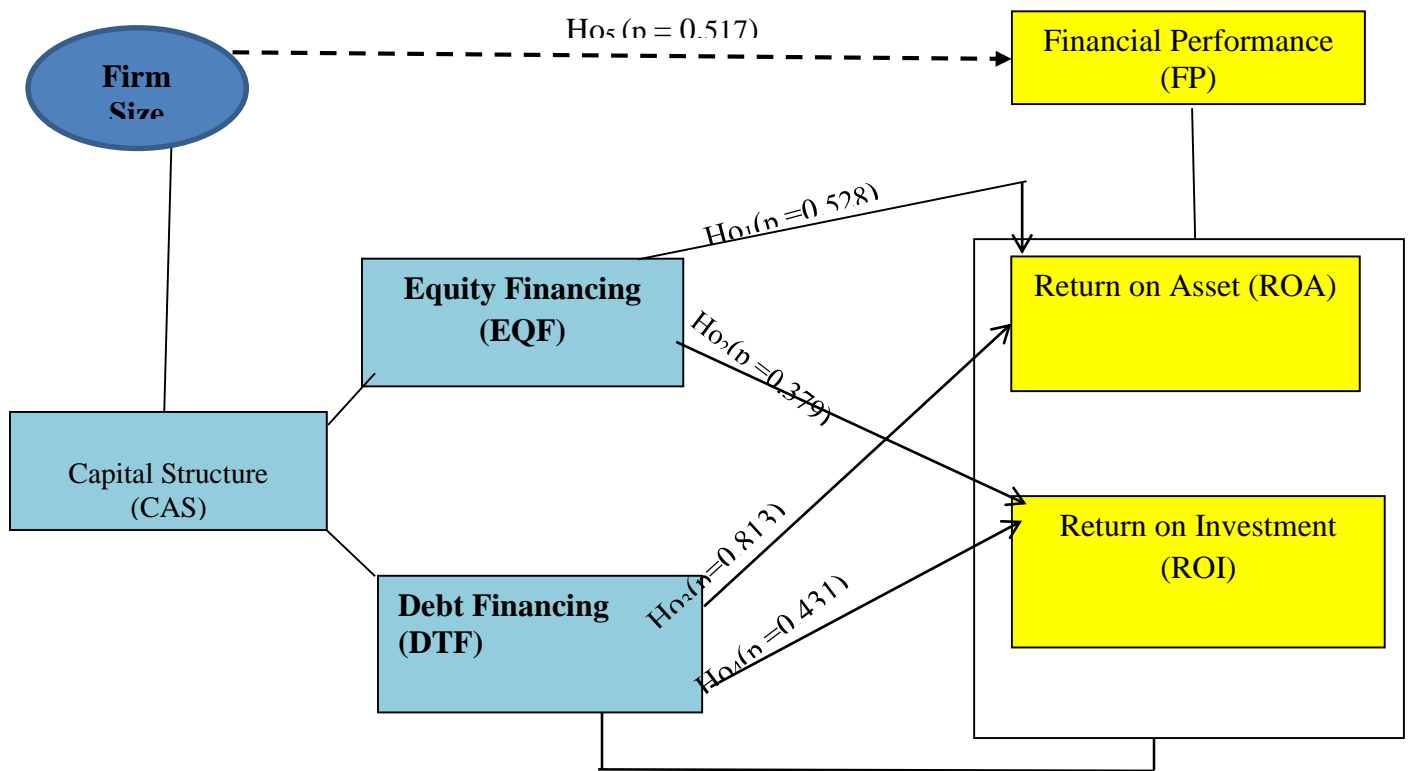 Ho₅ (p = 0.517)
Firm
Size
Financial Performance
(FP)
Ho₁(p =0.528)
Equity Financing
(EQF)
Return on Asset (ROA)
Ho₂(p =0.379)
Capital Structure
(CAS)
Ho₃(p=0.813)
Return on Investment
(ROI)
Debt Financing
(DTF)
Ho₄(p =0.431)